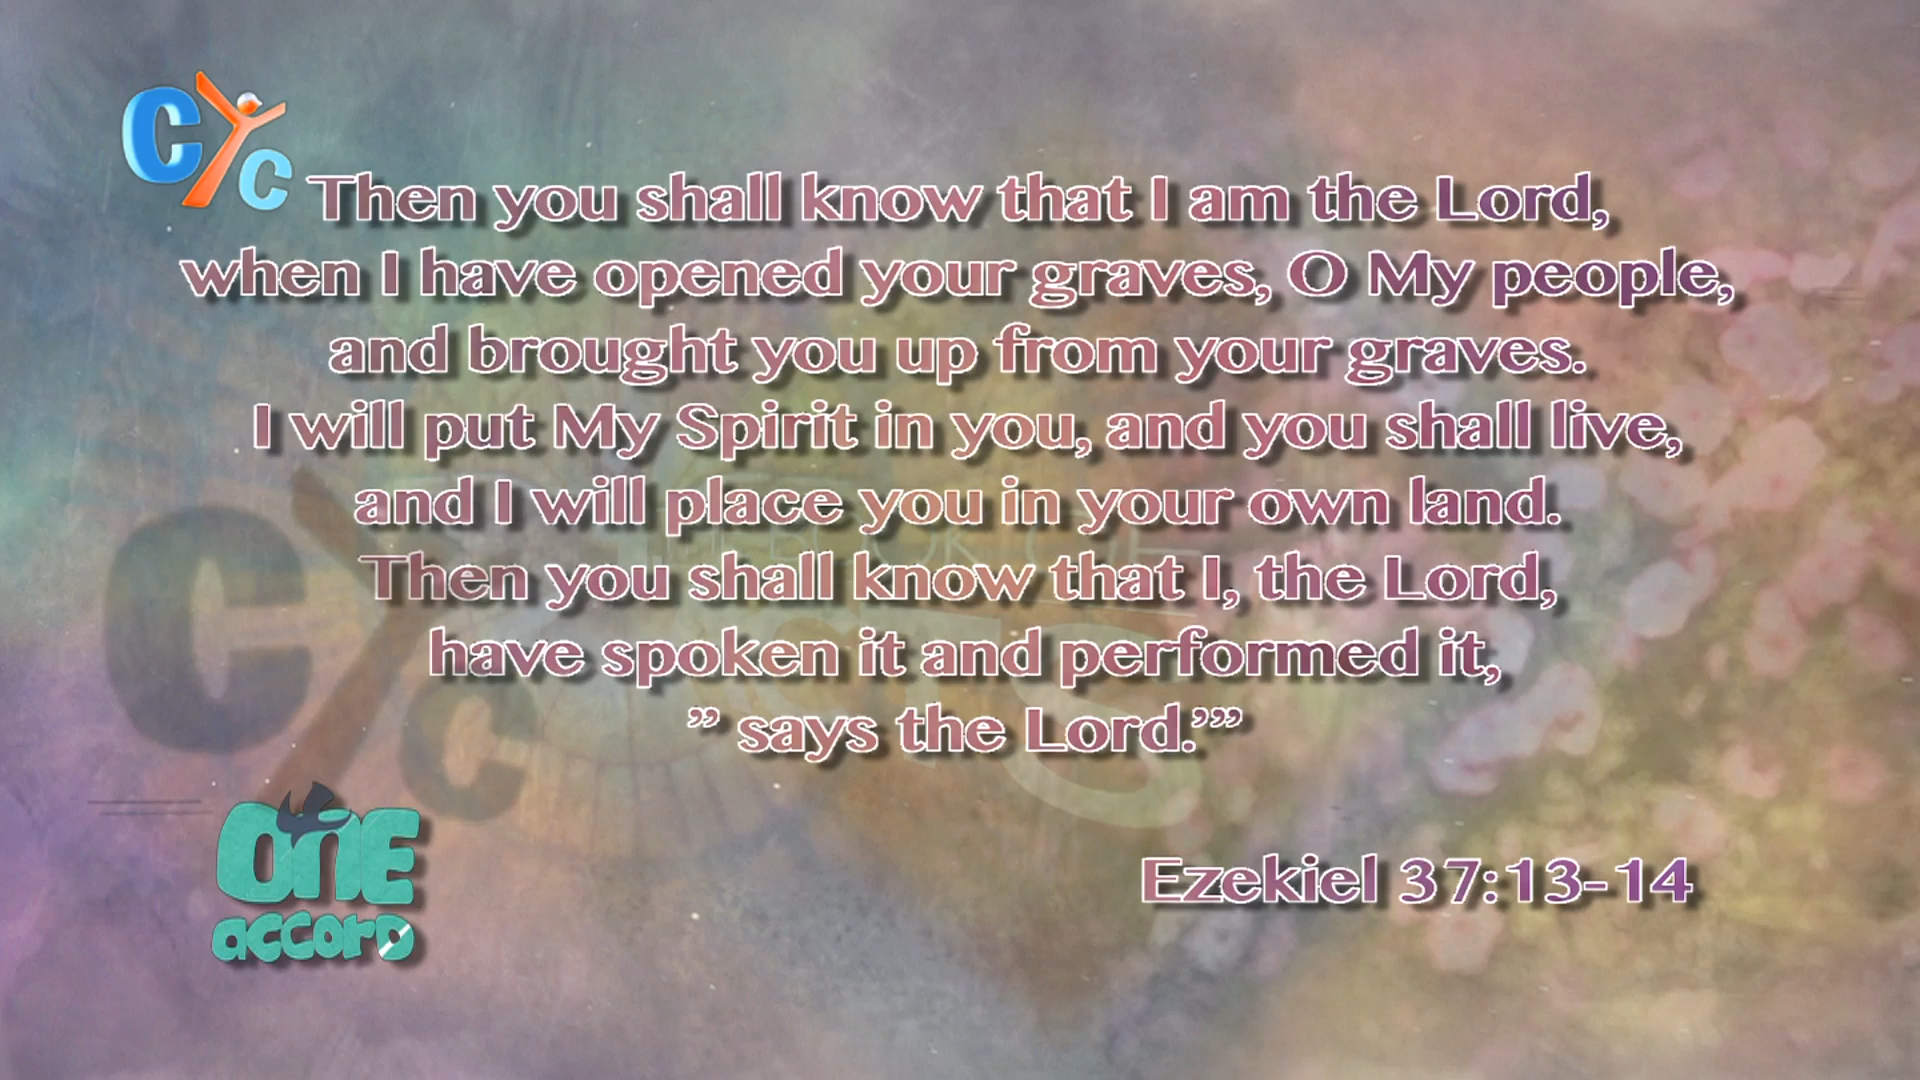 CYC
Then you shall know that I am the Lord,
when I have opened your graves, O My people,
and brought you up from your graves.
I will put My Spirit in you, and you shall live,
and I will place you in your own land.
Then you shall know that I, the Lord,
have spoken it and performed it,
” says the Lord.’”
CYC
ONE
accord
Ezekiel 37:13-14